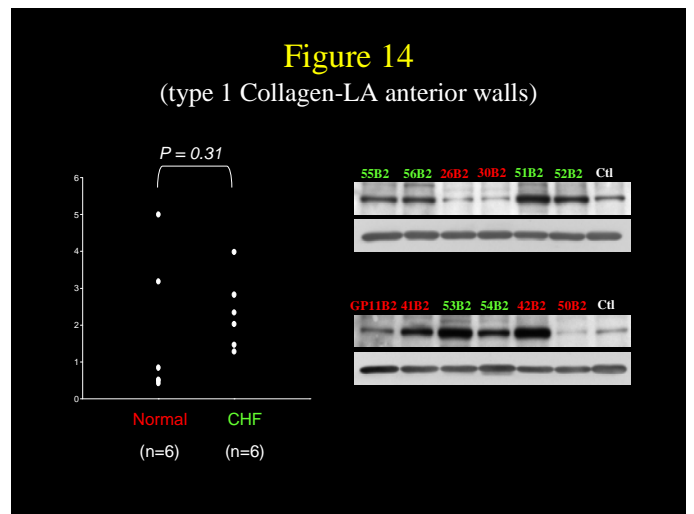 Figure 14
(type 1 Collagen-LA anterior walls)
P = 0.31
6
5
4
3
2
1
0
Normal
CHF
(n=6)
(n=6)
55B2 56B2 26B2 30B2 51B2 52B2 Ctl
GP11B2 41B2 53B2 54B2 42B2 50B2 Ctl